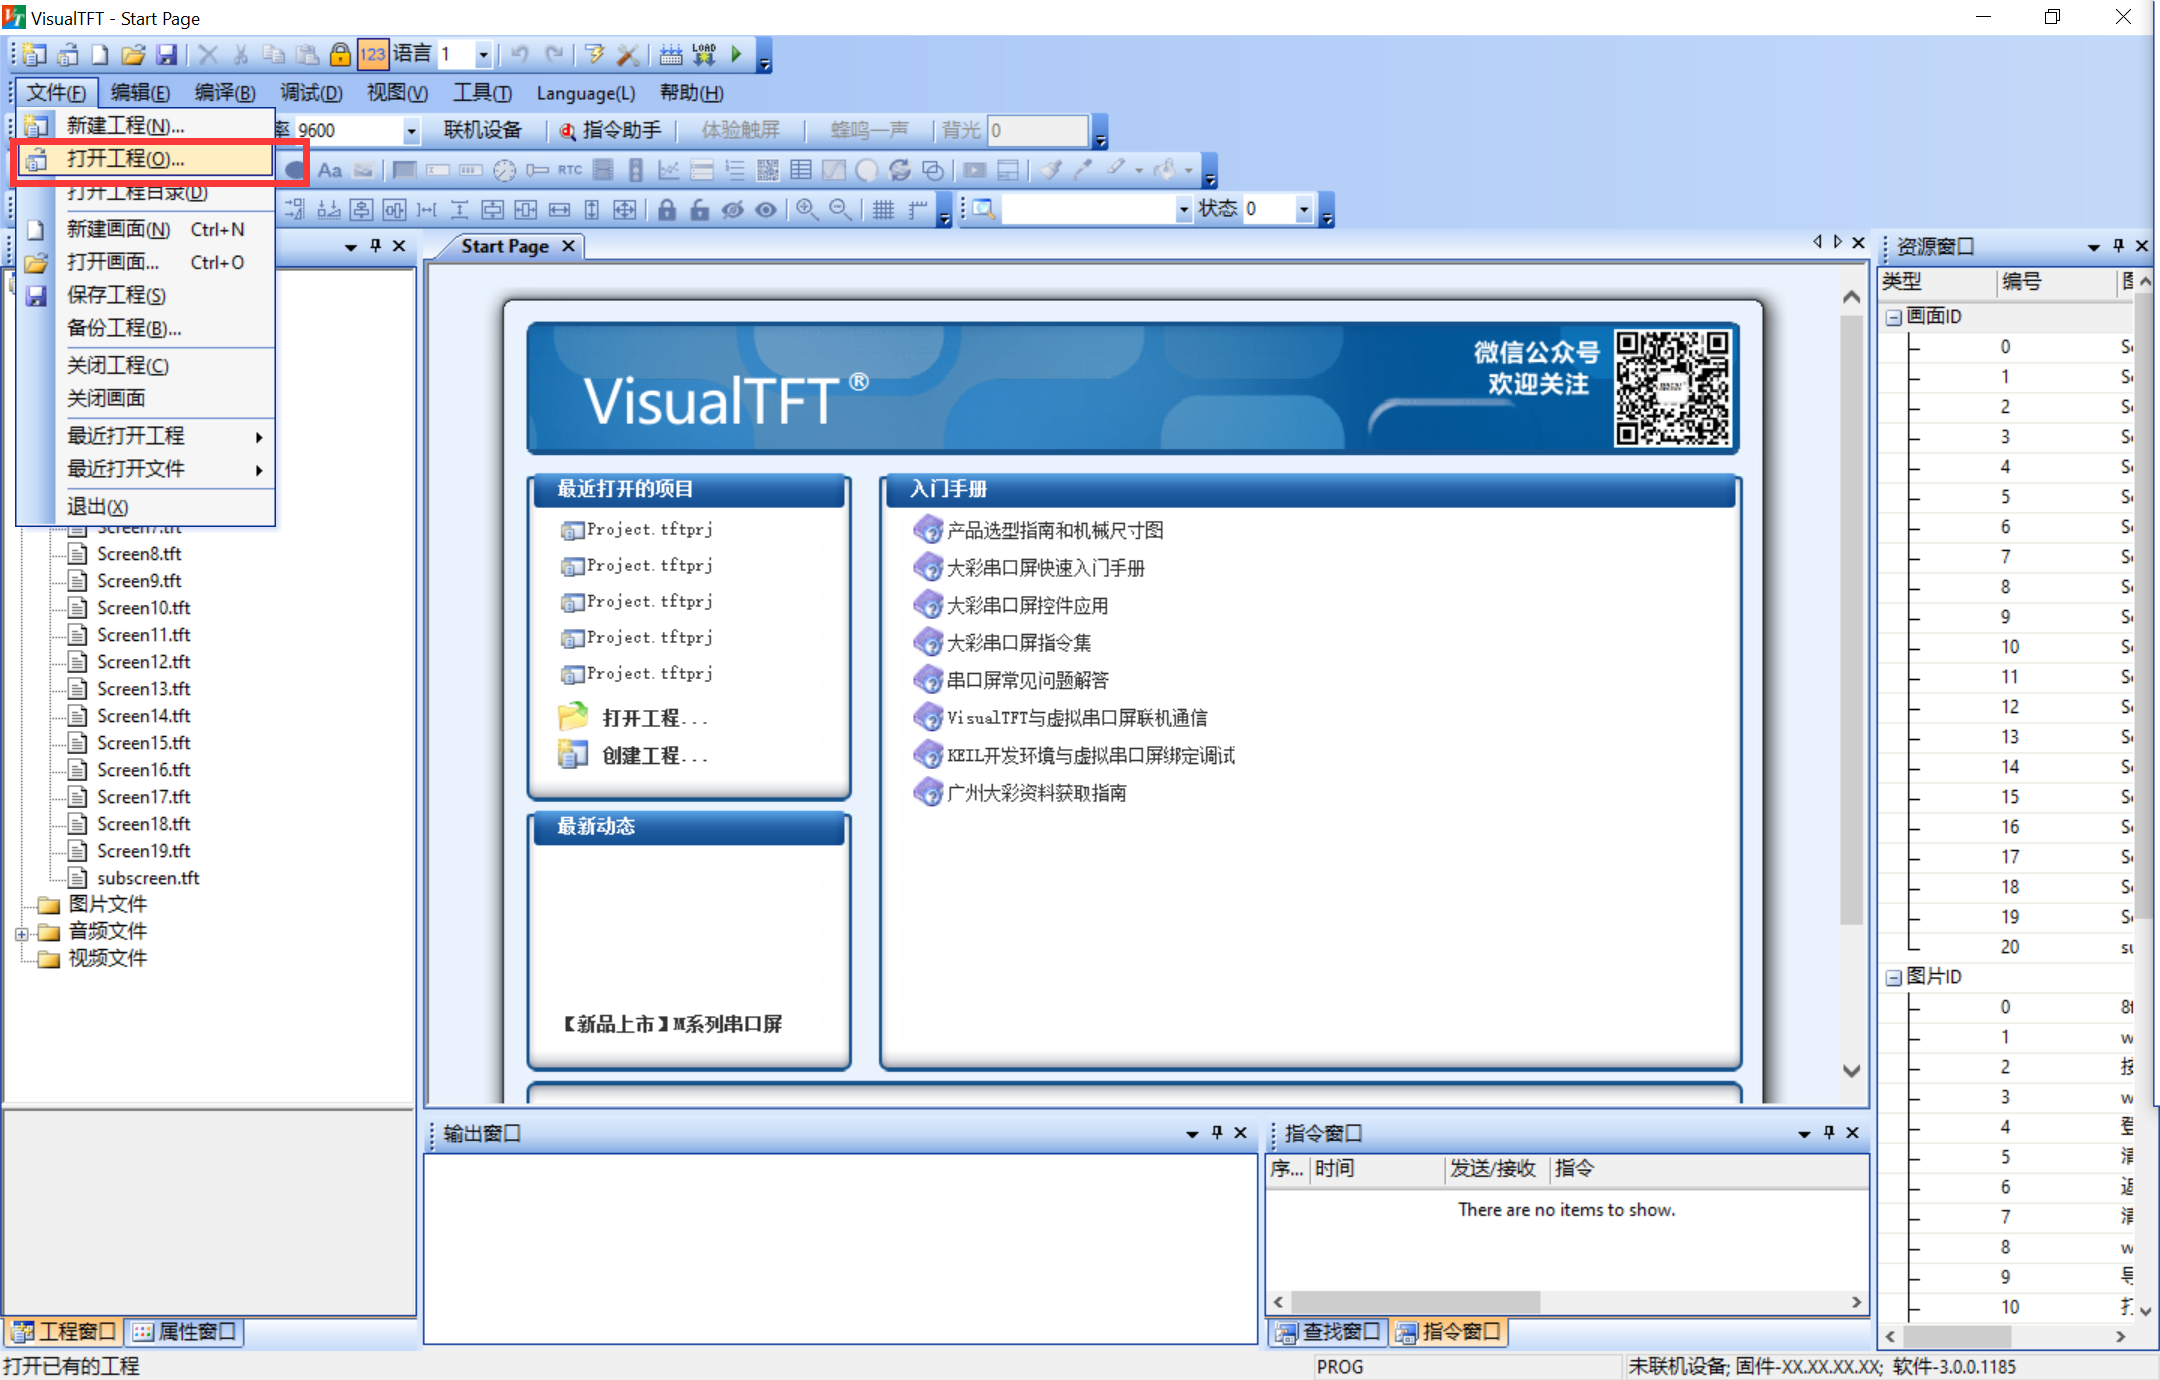 VisualTFT - Start Page
123 语言 1 LOAD
文件(F) 编辑(E) 编译(B) 调试(D) 视图(V) 工具(T) Language(L) 帮助(H)
新建工程(N)...
率 9600 联机设备 指令助手 体验触屏 蜂鸣一声 背光 0
打开工程(O)...
Aa RTC
打开工程目录(D)
状态 0
新建画面(N) Ctrl+N
打开画面... Ctrl+O
保存工程(S)
备份工程(B)...
关闭工程(C)
关闭画面
最近打开工程
最近打开文件
退出(X)
Screen7.tft
Screen8.tft
Screen9.tft
Screen10.tft
Screen11.tft
Screen12.tft
Screen13.tft
Screen14.tft
Screen15.tft
Screen16.tft
Screen17.tft
Screen18.tft
Screen19.tft
subscreen.tft
图片文件
音频文件
视频文件
工程窗口 属性窗口
Start Page
VisualTFT ®
微信公众号
欢迎关注
最近打开的项目
Project.tftprj
Project.tftprj
Project.tftprj
Project.tftprj
Project.tftprj
打开工程...
创建工程...
最新动态
【新品上市】M系列串口屏
入门手册
产品选型指南和机械尺寸图
大彩串口屏快速入门手册
大彩串口屏控件应用
大彩串口屏指令集
串口屏常见问题解答
VisualTFT与虚拟串口屏联机通信
KEIL开发环境与虚拟串口屏绑定调试
广州大彩资料获取指南
输出窗口
指令窗口
序... 时间 发送/接收 指令
There are no items to show.
查找窗口 指令窗口
资源窗口
类型 编号
画面ID
0
1
2
3
4
5
6
7
8
9
10
11
12
13
14
15
16
17
18
19
20
图片ID
0
1
2
3
4
5
6
7
8
9
10
打开已有的工程
PROG
未联机设备; 固件-XX.XX.XX.XX; 软件-3.0.0.1185